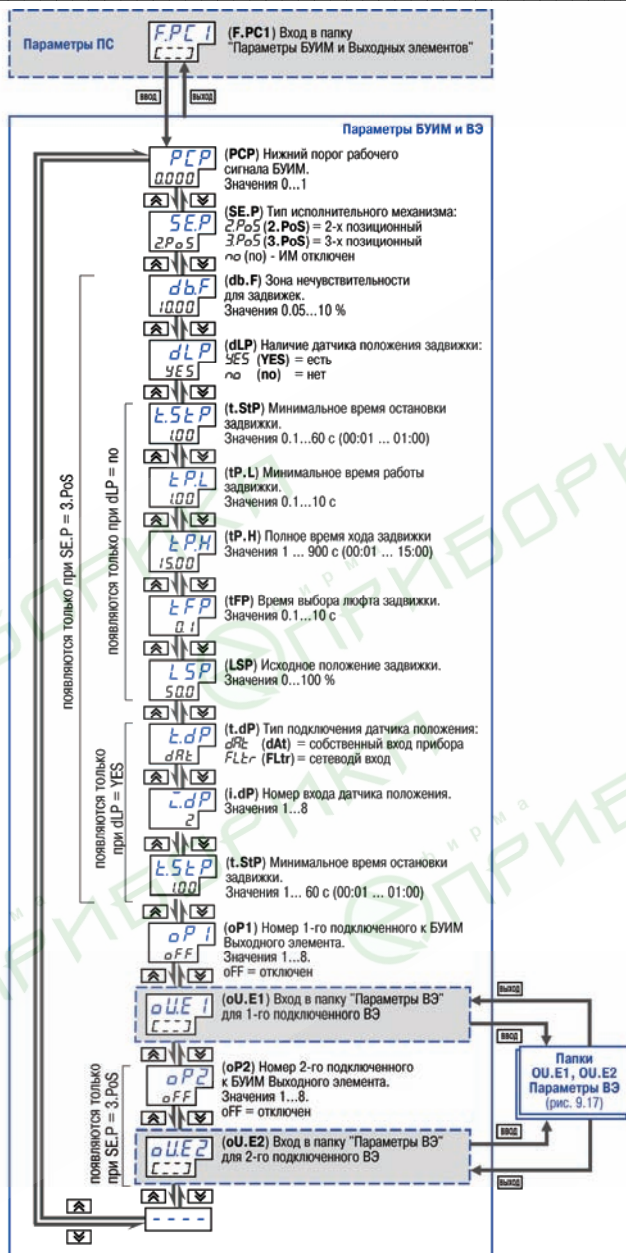 Параметры ПС
F.PC1
[---]
(F.PC1) Вход в папку
"Параметры БУИМ и Выходных элементов"
ВВОД
ВЫХОД
Параметры БУИМ и ВЭ
PCP
0.000
(PCP) Нижний порог рабочего
сигнала БУИМ.
Значения 0...1
SE.P
2.PoS
(SE.P) Тип исполнительного механизма:
2.PoS (2.PoS) = 2-х позиционный
3.PoS (3.PoS) = 3-х позиционный
no (no) - ИМ отключен
появляются только при SE.P = 3.PoS
db.F
10.00
(db.F) Зона нечувствительности
для задвижек.
Значения 0.05...10 %
dLP
YES
(dLP) Наличие датчика положения задвижки:
YES (YES) = есть
no (no) = нет
появляются только при dLP = no
t.StP
1.00
(t.StP) Минимальное время остановки
задвижки.
Значения 0.1...60 с (00:01 ... 01:00)
tP.L
1.00
(tP.L) Минимальное время работы
задвижки.
Значения 0.1...10 с
tP.H
15.00
(tP.H) Полное время хода задвижки
Значения 1 ... 900 с (00:01 ... 15:00)
tFP
0.1
(tFP) Время выбора люфта задвижки.
Значения 0.1...10 с
LSP
50.0
(LSP) Исходное положение задвижки.
Значения 0...100 %
появляются только
при dLP = YES
t.dP
dAt
(t.dP) Тип подключения датчика положения:
dAt (dAt) = собственный вход прибора
FLtr (FLtr) = сетеводй вход
i.dP
2
(i.dP) Номер входа датчика положения.
Значения 1...8
t.StP
1.00
(t.StP) Минимальное время остановки
задвижки.
Значения 1... 60 с (00:01 ... 01:00)
oP1
oFF
(oP1) Номер 1-го подключенного к БУИМ
Выходного элемента.
Значения 1...8.
oFF = отключен
oU.E1
[---]
(oU.E1) Вход в папку "Параметры ВЭ"
для 1-го подключенного ВЭ
ВЫХОД
ВВОД
появляются только
при SE.P = 3.PoS
oP2
oFF
(oP2) Номер 2-го подключенного
к БУИМ Выходного элемента.
Значения 1...8.
oFF = отключен
Папки
OU.E1, OU.E2
Параметры ВЭ
(рис. 9.17)
oU.E2
[---]
(oU.E2) Вход в папку "Параметры ВЭ"
для 2-го подключенного ВЭ
ВВОД
ВЫХОД
----
фирма
ПРИБОРИКА